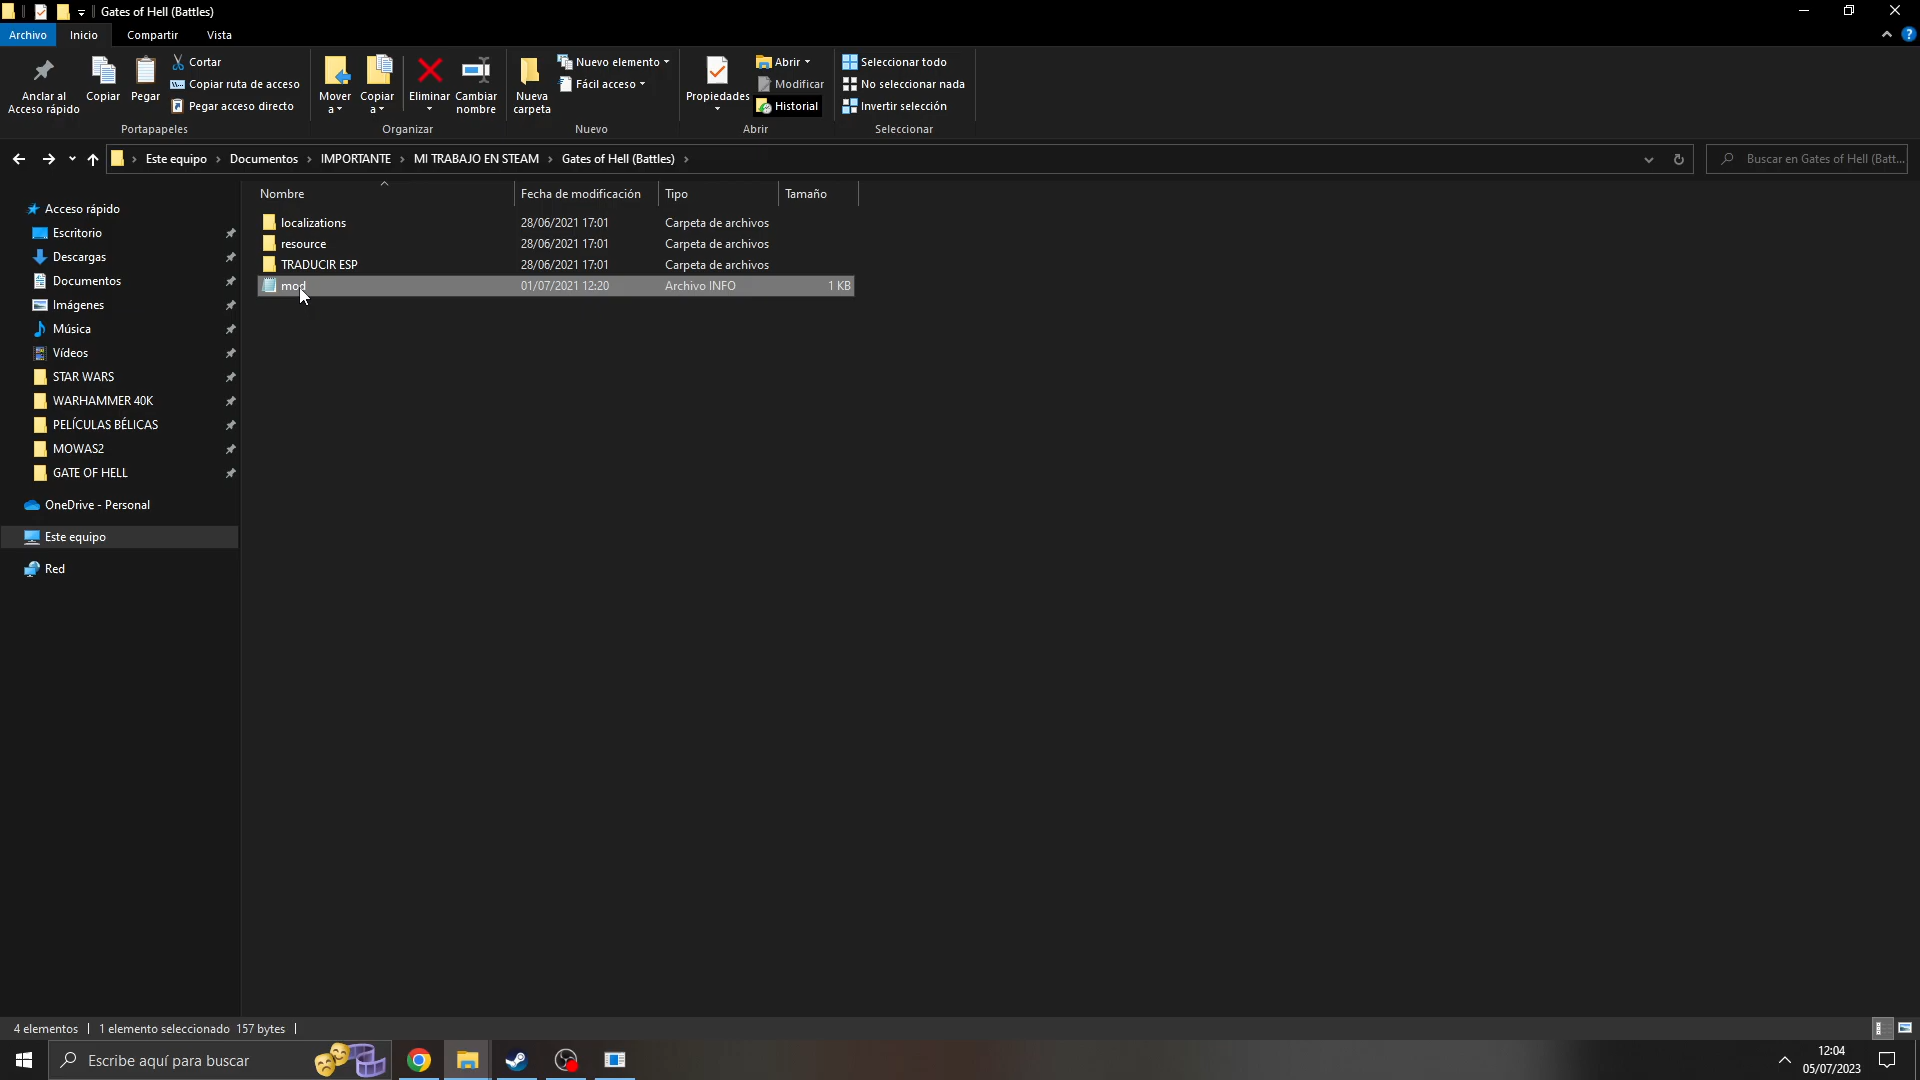 Gates of Hell (Battles)
Archivo Inicio Compartir Vista
Anclar al Acceso rápido
Copiar
Pegar
Cortar
Copiar ruta de acceso
Pegar acceso directo
Portapapeles
Mover a
Copiar a
Eliminar
Cambiar nombre
Organizar
Nueva carpeta
Nuevo elemento
Fácil acceso
Nuevo
Propiedades
Abrir
Modificar
Historial
Abrir
Seleccionar todo
No seleccionar nada
Invertir selección
Seleccionar
Este equipo > Documentos > IMPORTANTE > MI TRABAJO EN STEAM > Gates of Hell (Battles) >
Buscar en Gates of Hell (Batt...
Acceso rápido
Escritorio
Descargas
Documentos
Imágenes
Música
Vídeos
STAR WARS
WARHAMMER 40K
PELÍCULAS BÉLICAS
MOWAS2
GATE OF HELL
OneDrive - Personal
Este equipo
Red
Nombre Fecha de modificación Tipo Tamaño
localizations 28/06/2021 17:01 Carpeta de archivos
resource 28/06/2021 17:01 Carpeta de archivos
TRADUCIR ESP 28/06/2021 17:01 Carpeta de archivos
mod 01/07/2021 12:20 Archivo INFO 1 KB
4 elementos 1 elemento seleccionado 157 bytes
Escribe aquí para buscar
12:04
05/07/2023